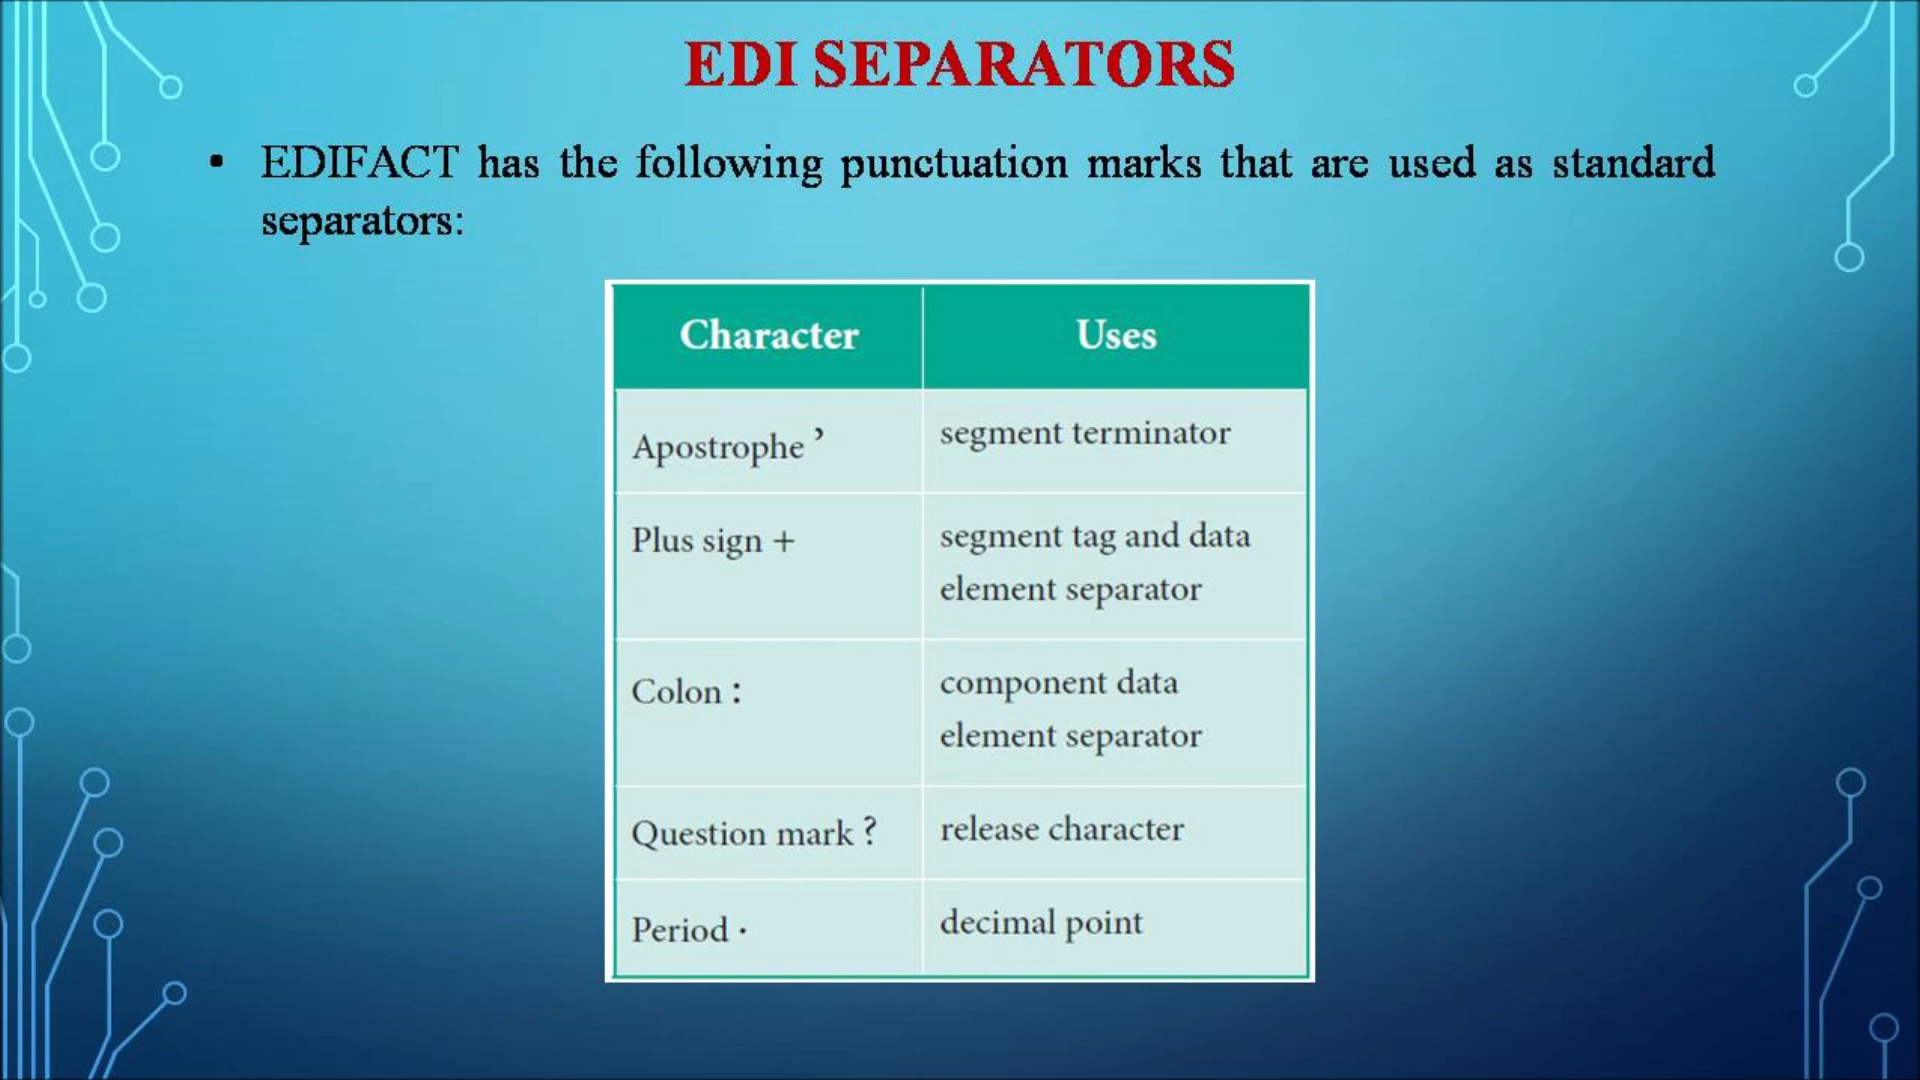 EDI SEPARATORS
• EDIFACT has the following punctuation marks that are used as standard
separators:
Character Uses
Apostrophe ’ segment terminator
Plus sign + segment tag and data
element separator
Colon : component data
element separator
Question mark ? release character
Period · decimal point